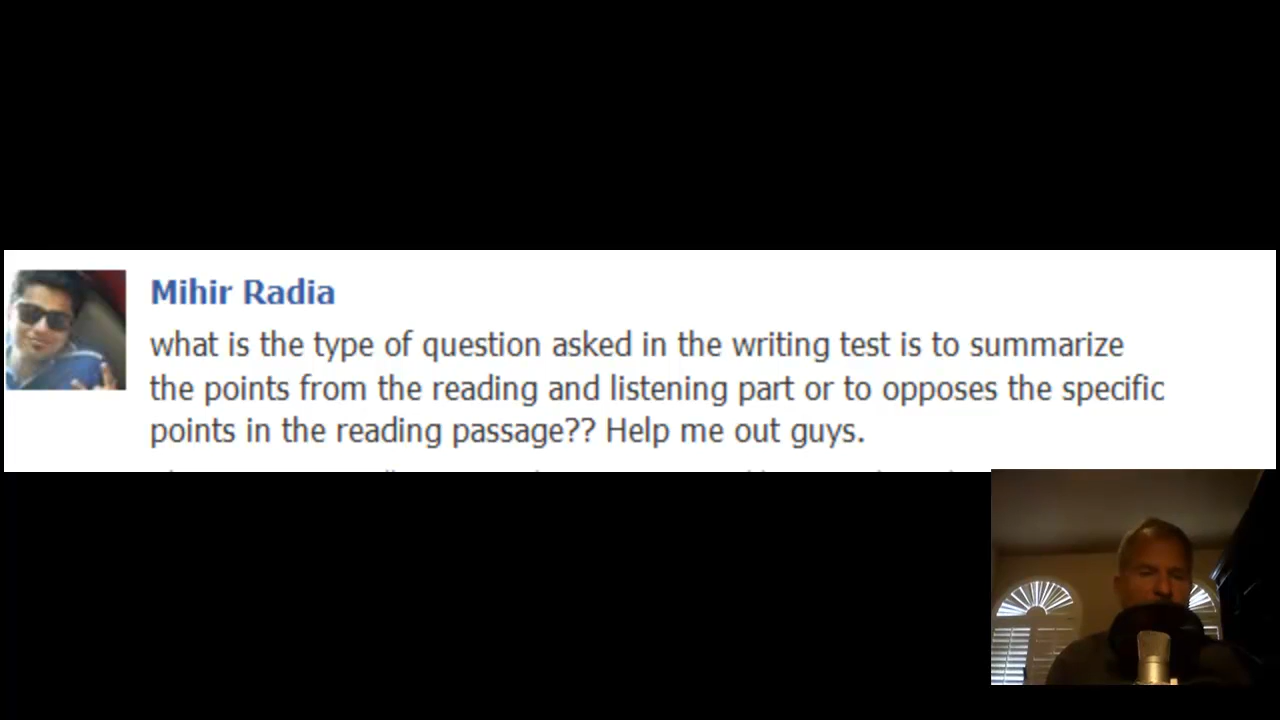 Mihir Radia
what is the type of question asked in the writing test is to summarize
the points from the reading and listening part or to opposes the specific
points in the reading passage?? Help me out guys.